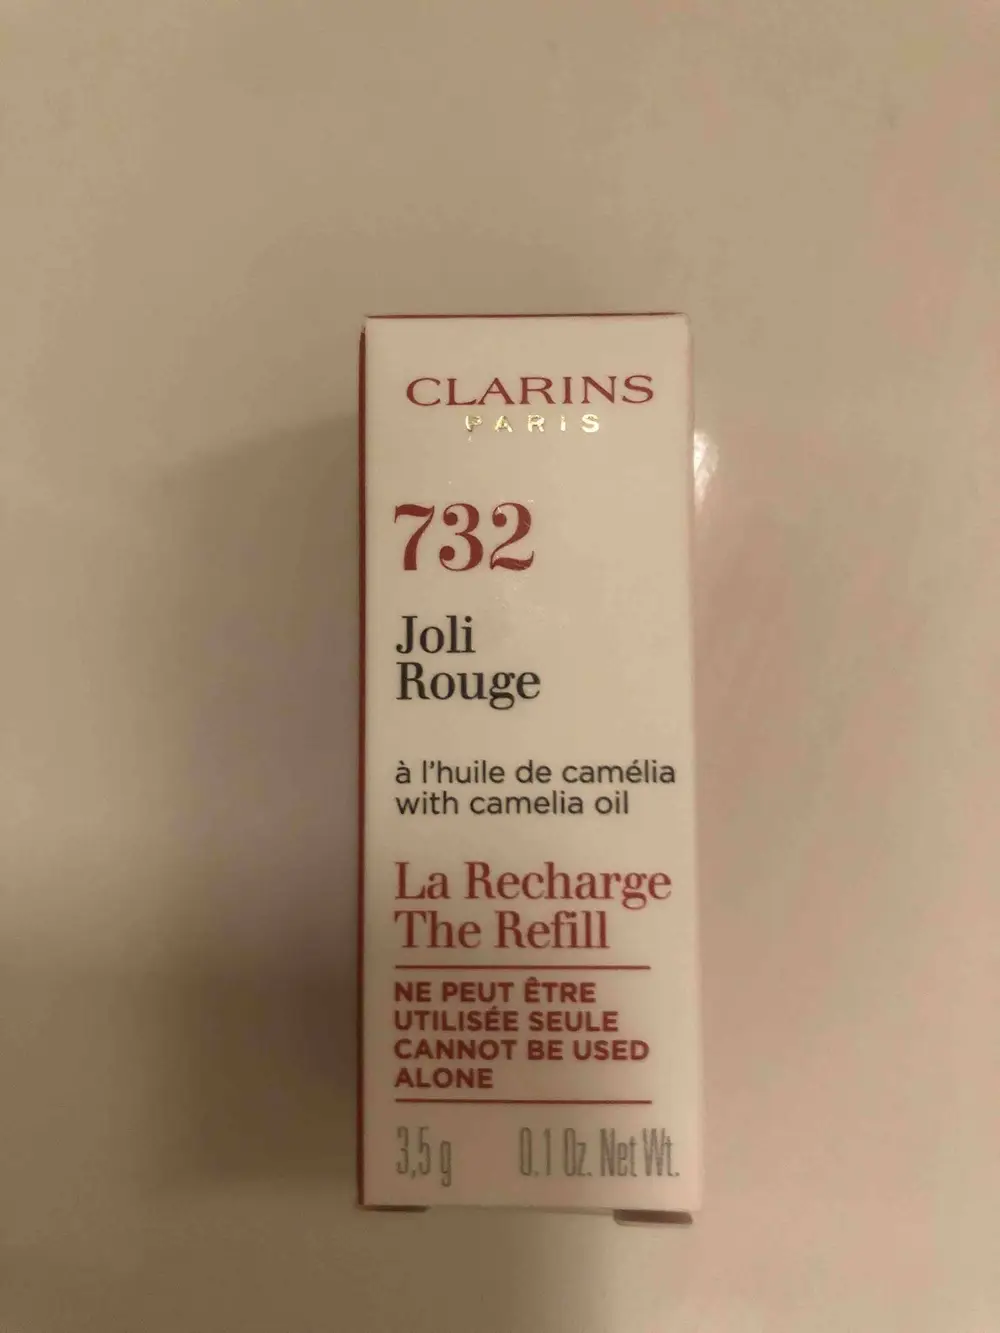 CLARINS
PARIS
732
Joli
Rouge
à l'huile de camélia
with camelia oil
La Recharge
The Refill
NE PEUT ÊTRE
UTILISÉE SEULE
CANNOT BE USED
ALONE
3,5 g 0.1 Oz. Net Wt.